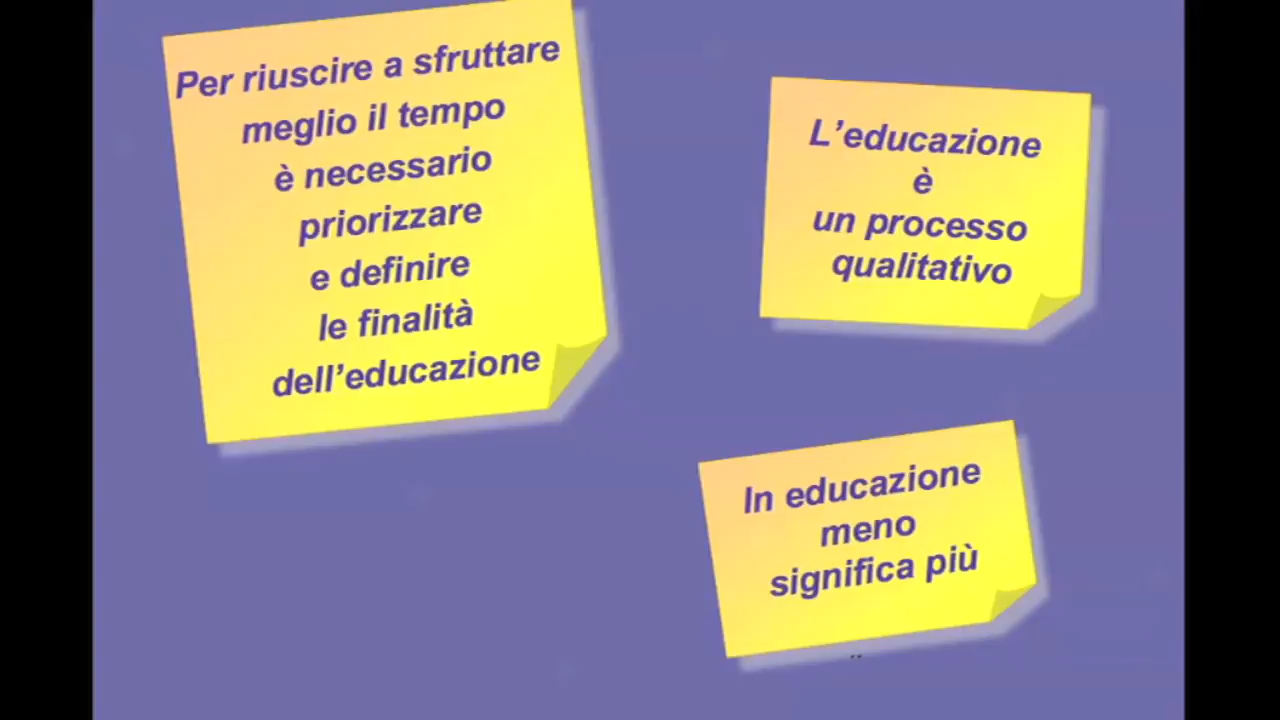 Per riuscire a sfruttare
meglio il tempo
è necessario
priorizzare
e definire
le finalità
dell’educazione
L’educazione
è
un processo
qualitativo
In educazione
meno
significa più